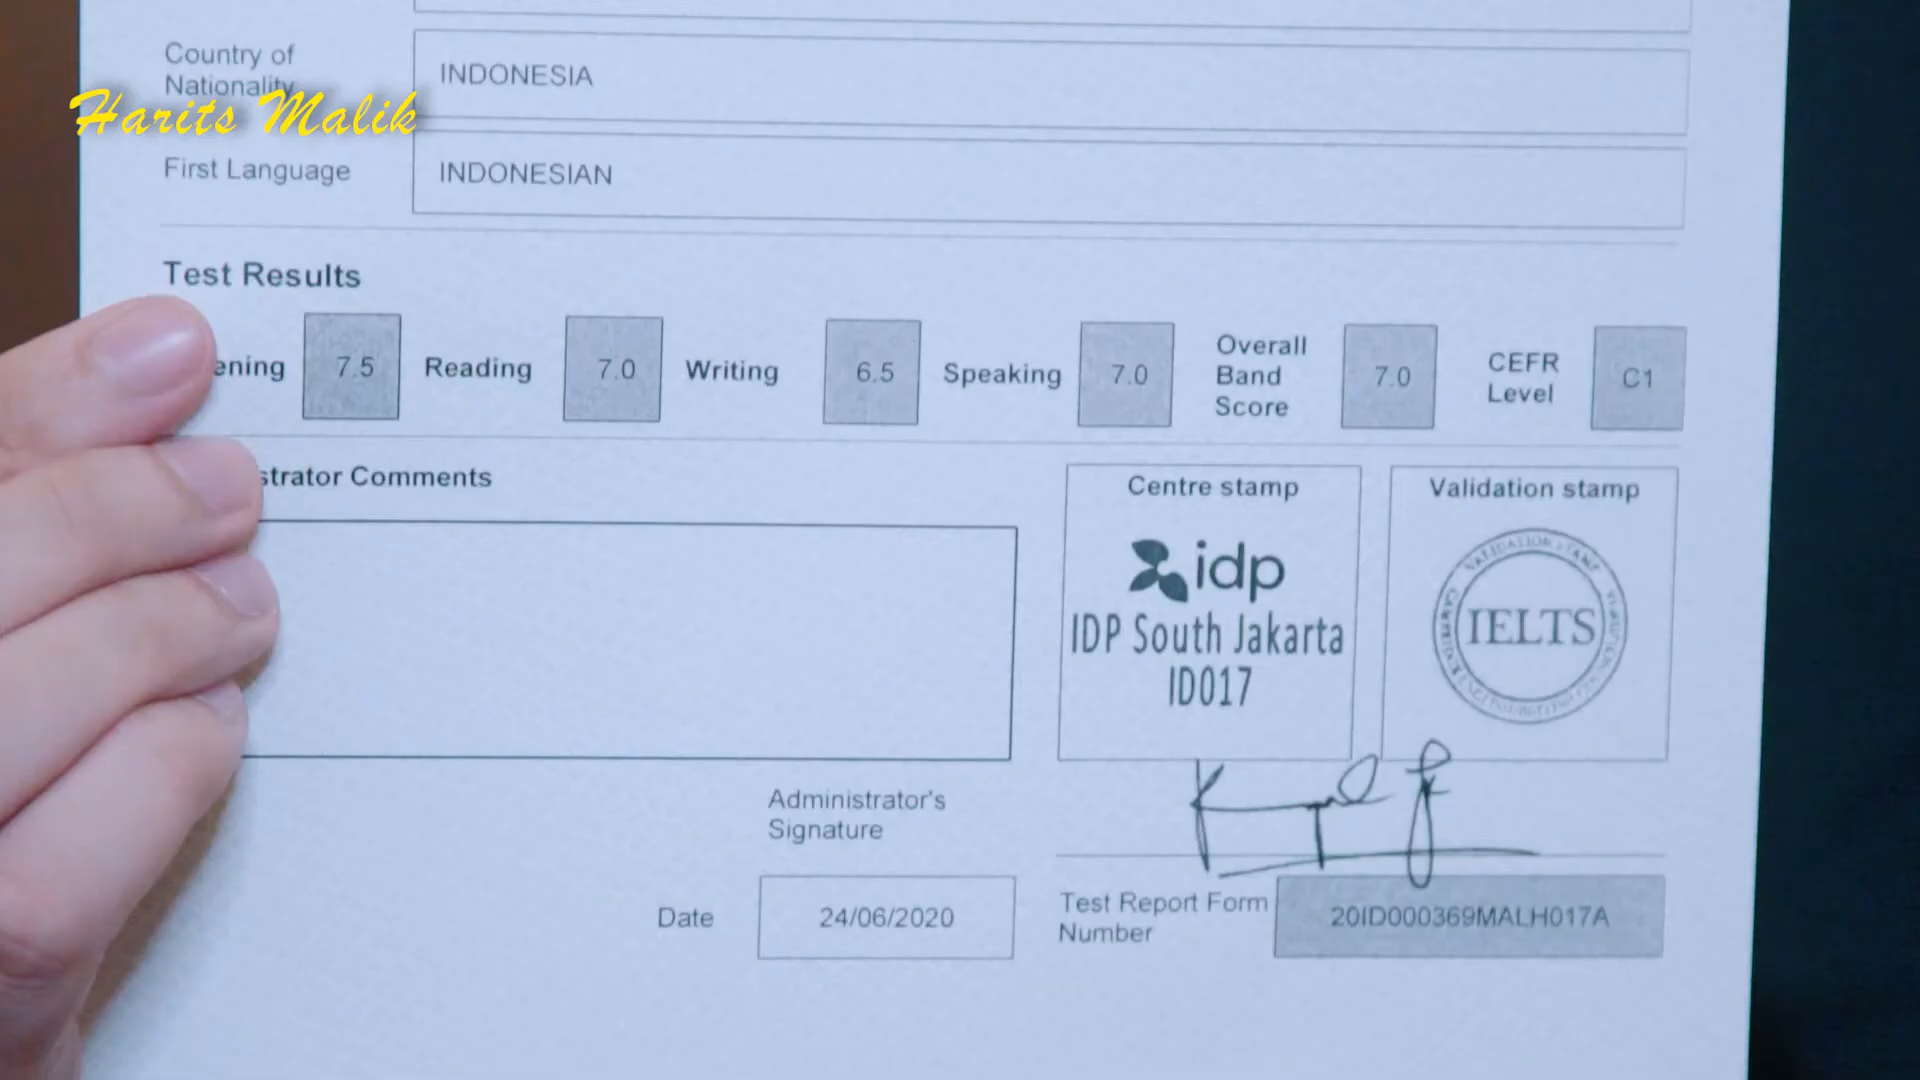 Country of
Nationality
INDONESIA
Harits Malik
First Language
INDONESIAN
Test Results
ening
7.5
Reading
7.0
Writing
6.5
Speaking
7.0
Overall
Band
Score
7.0
CEFR
Level
C1
strator Comments
Centre stamp
idp
IDP South Jakarta
ID017
Validation stamp
VALIDATION STAMP
IELTS
Administrator's
Signature
Date
24/06/2020
Test Report Form
Number
20ID000369MALH017A